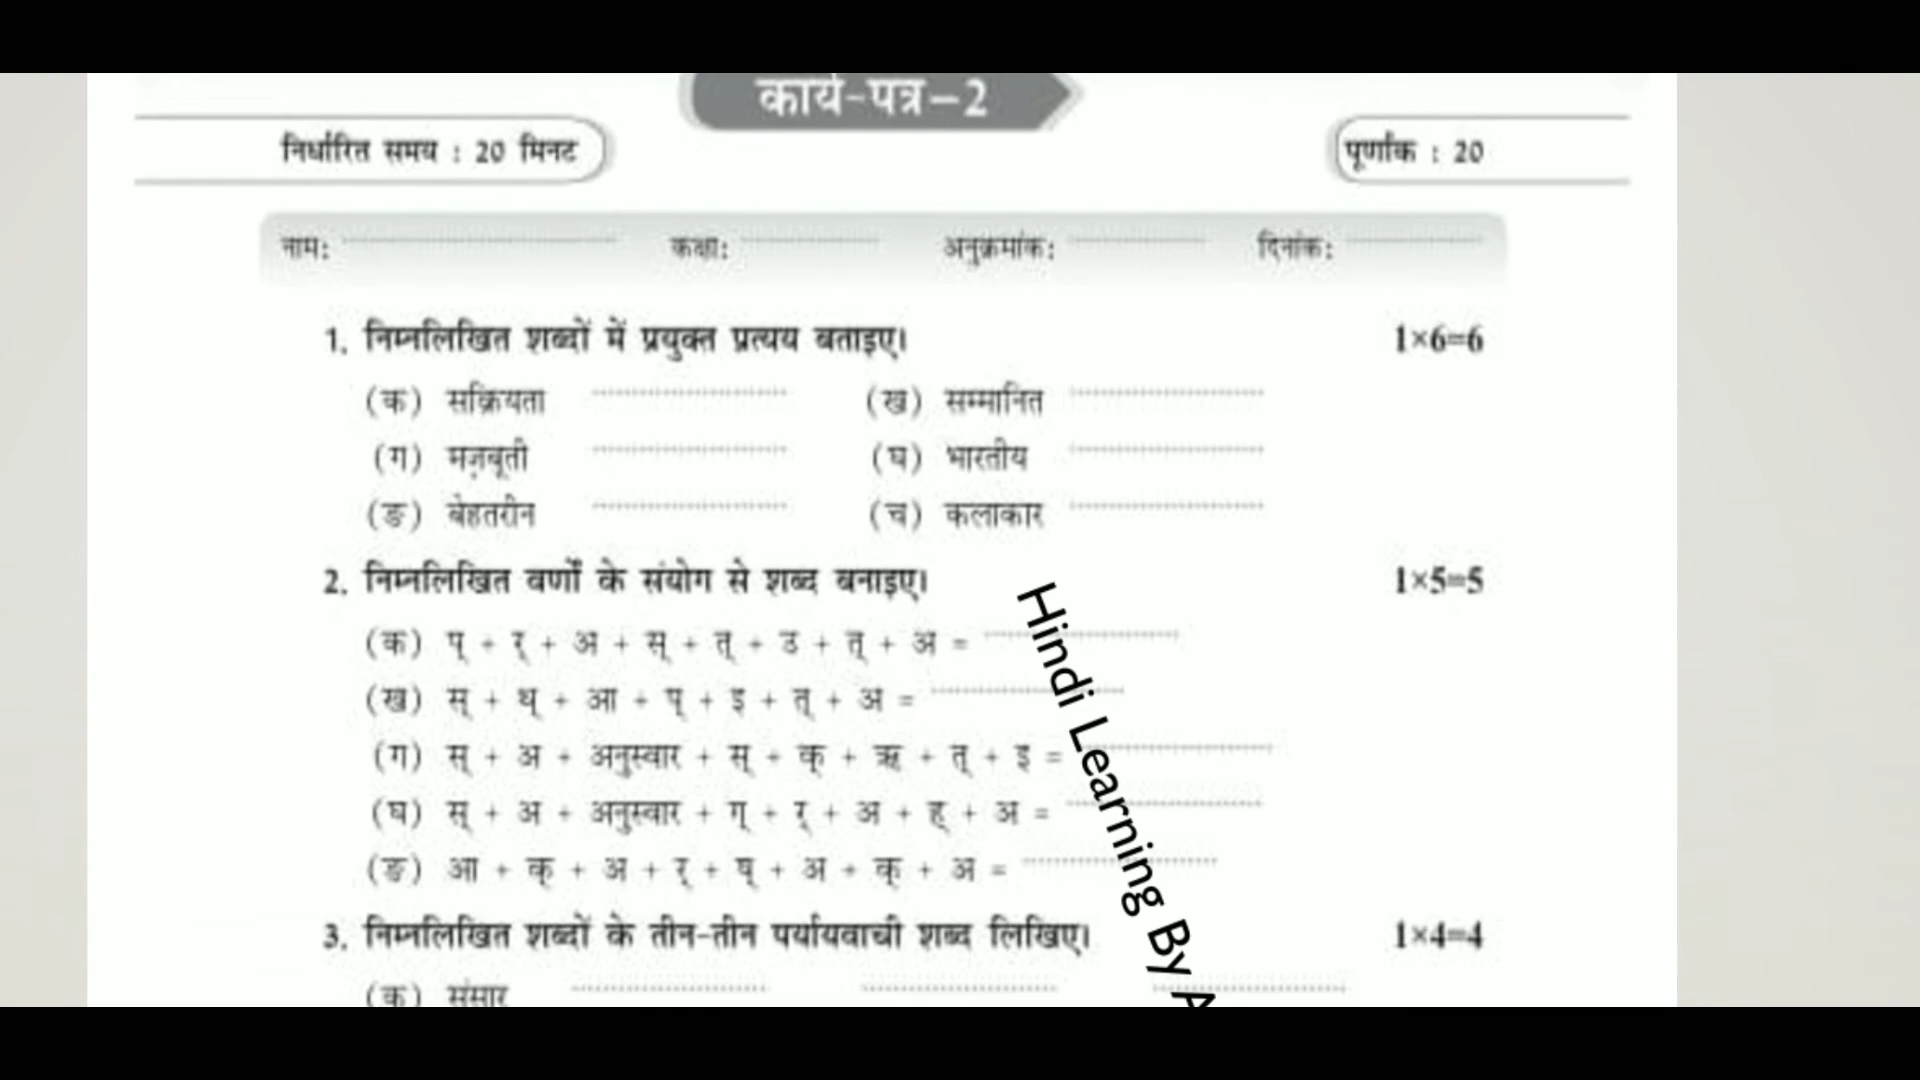 कार्य-पत्र-2
निर्धारित समय : 20 मिनट
पूर्णांक : 20
नाम: कक्षा: अनुक्रमांक: दिनांक:
1. निम्नलिखित शब्दों में प्रयुक्त प्रत्यय बताइए। 1×6=6
(क) सक्रियता (ख) सम्मानित
(ग) मज़बूती (घ) भारतीय
(ङ) बेहतरीन (च) कलाकार
2. निम्नलिखित वर्णों के संयोग से शब्द बनाइए। 1×5=5
(क) प् + र् + अ + स् + त् + उ + त् + अ =
(ख) स् + थ् + आ + प् + इ + त् + अ =
(ग) स् + अ + अनुस्वार + स् + क् + ऋ + त् + इ =
(घ) स् + अ + अनुस्वार + ग् + र् + अ + ह् + अ =
(ङ) आ + क् + अ + र् + ष् + अ + क् + अ =
3. निम्नलिखित शब्दों के तीन-तीन पर्यायवाची शब्द लिखिए। 1×4=4
(क) संसार
Hindi Learning By A